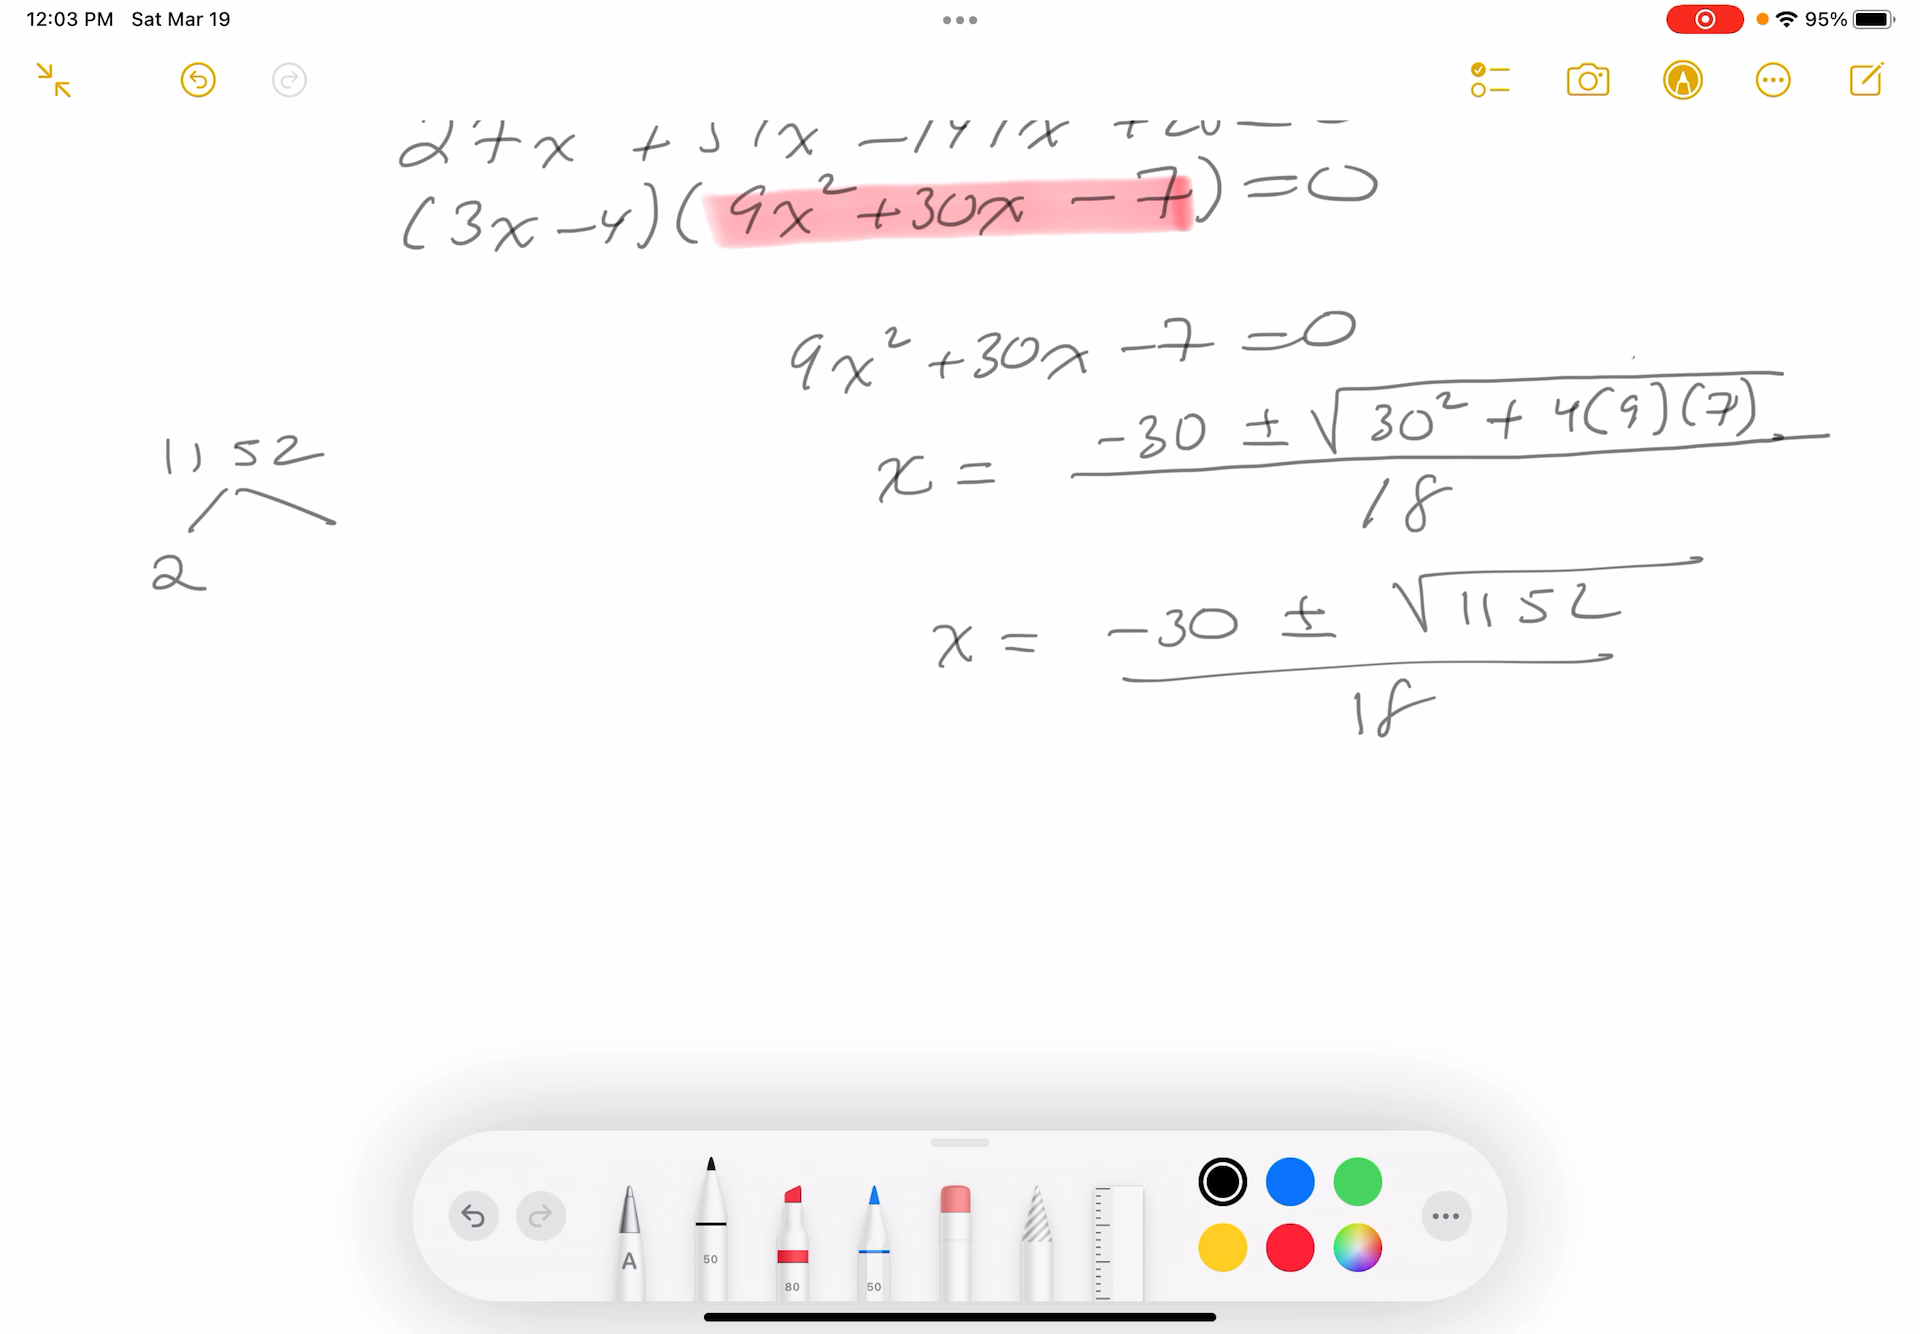 12:03 PM Sat Mar 19 95%
(3x-4)(9x²+30x-7)=0
9x²+30x-7=0
x = -30 ± √30² + 4(9)(7)
18
1152
2
x = -30 ± √1152
18
A 50 80 50